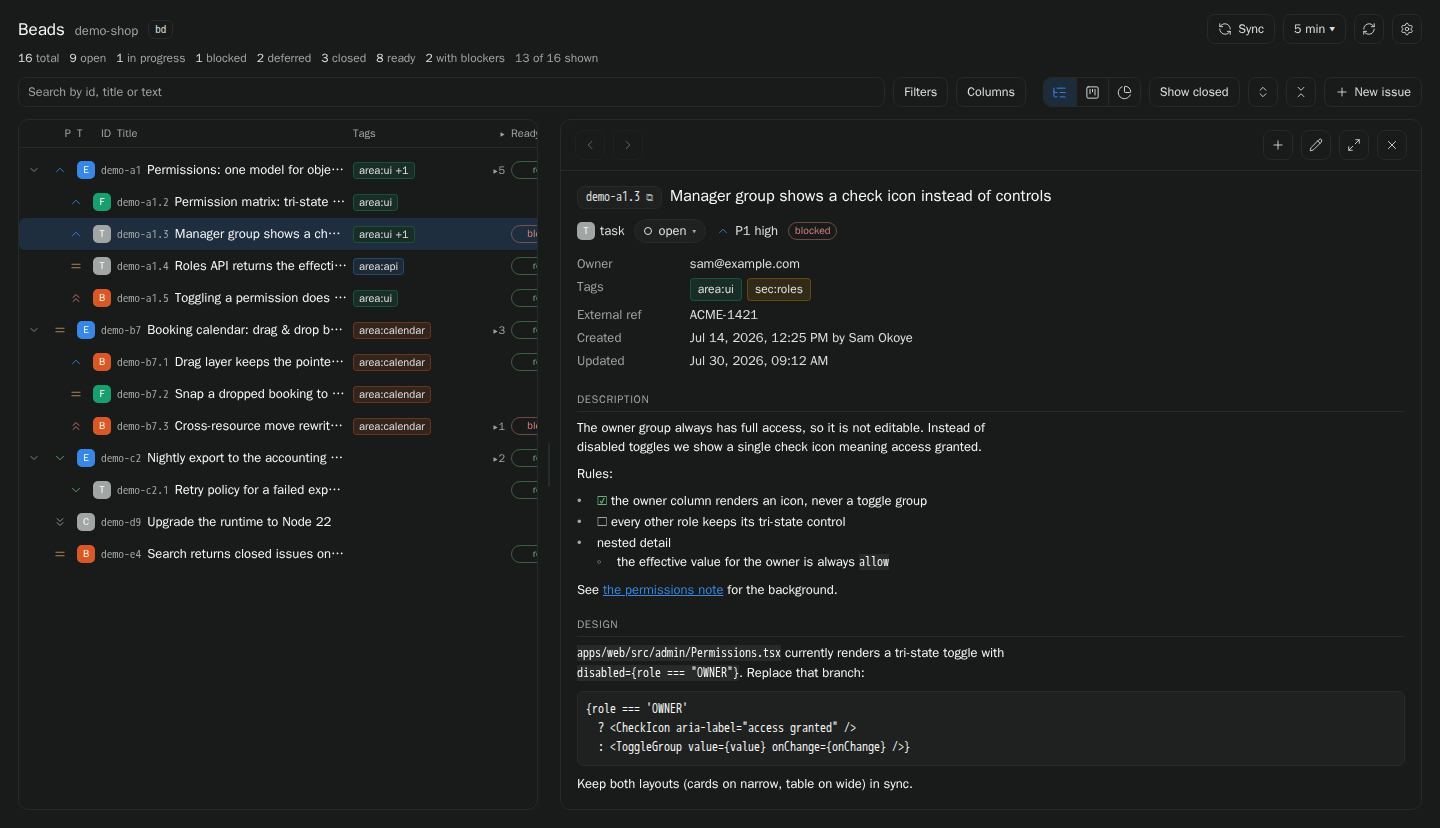 Beads demo-shop bd
Sync 5 min ▾
16 total 9 open 1 in progress 1 blocked 2 deferred 3 closed 8 ready 2 with blockers 13 of 16 shown
Search by id, title or text
Filters Columns Show closed + New issue
P T ID Title Tags ▸ Ready
E demo-a1 Permissions: one model for obje··· area:ui +1 ▸5
F demo-a1.2 Permission matrix: tri-state ··· area:ui
T demo-a1.3 Manager group shows a ch··· area:ui +1
T demo-a1.4 Roles API returns the effecti··· area:api
B demo-a1.5 Toggling a permission does ··· area:ui
E demo-b7 Booking calendar: drag & drop b··· area:calendar ▸3
B demo-b7.1 Drag layer keeps the pointe··· area:calendar
F demo-b7.2 Snap a dropped booking to ··· area:calendar
B demo-b7.3 Cross-resource move rewrit··· area:calendar ▸1
E demo-c2 Nightly export to the accounting ··· ▸2
T demo-c2.1 Retry policy for a failed exp···
C demo-d9 Upgrade the runtime to Node 22
B demo-e4 Search returns closed issues on···
demo-a1.3 Manager group shows a check icon instead of controls
T task open ▾ P1 high blocked
Owner sam@example.com
Tags area:ui sec:roles
External ref ACME-1421
Created Jul 14, 2026, 12:25 PM by Sam Okoye
Updated Jul 30, 2026, 09:12 AM
DESCRIPTION
The owner group always has full access, so it is not editable. Instead of
disabled toggles we show a single check icon meaning access granted.
Rules:
• ☑ the owner column renders an icon, never a toggle group
• ☐ every other role keeps its tri-state control
• nested detail
◦ the effective value for the owner is always allow
See the permissions note for the background.
DESIGN
apps/web/src/admin/Permissions.tsx currently renders a tri-state toggle with
disabled={role === "OWNER"}. Replace that branch:
{role === 'OWNER'
? <CheckIcon aria-label="access granted" />
: <ToggleGroup value={value} onChange={onChange} />}
Keep both layouts (cards on narrow, table on wide) in sync.